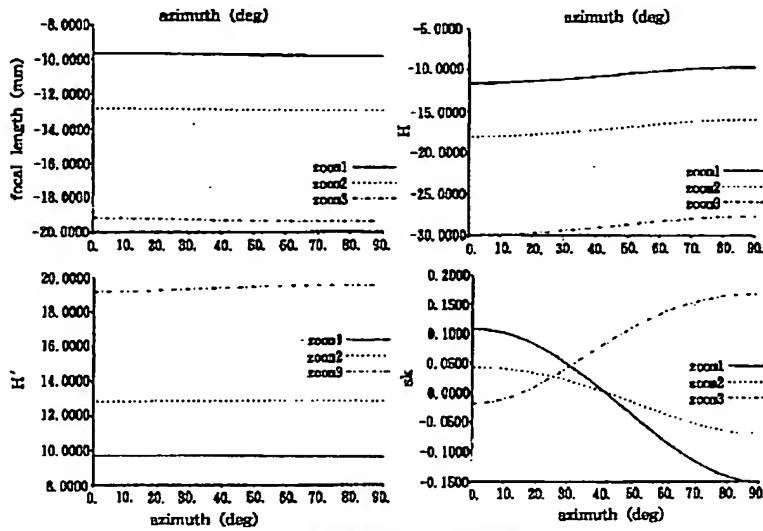 azimuth (deg)
-8.0000
-10.0000
-12.0000
-14.0000
-16.0000
-18.0000
-20.0000
focal length (mm)
zoom1
zoom2
zoom3
0. 10. 20. 30. 40. 50. 60. 70. 80. 90.
azimuth (deg)
-5.0000
-10.0000
-15.0000
-20.0000
-25.0000
-30.0000
H
zoom1
zoom2
zoom3
0. 10. 20. 30. 40. 50. 60. 70. 80. 90.
20.0000
18.0000
16.0000
14.0000
12.0000
10.0000
8.0000
H'
zoom1
zoom2
zoom3
0. 10. 20. 30. 40. 50. 60. 70. 80. 90.
azimuth (deg)
0.2000
0.1500
0.1000
0.0500
0.0000
-0.0500
-0.1000
-0.1500
sk
zoom1
zoom2
zoom3
0. 10. 20. 30. 40. 50. 60. 70. 80. 90.
azimuth (deg)